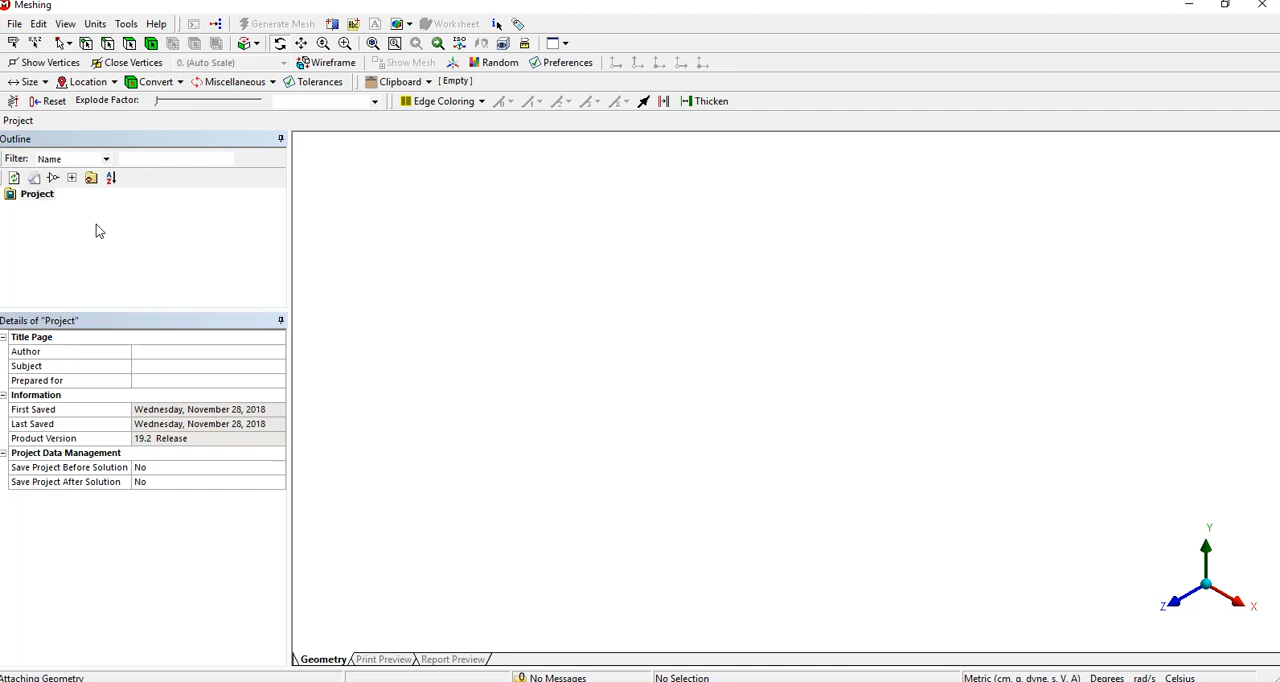 Meshing
File Edit View Units Tools Help Generate Mesh Worksheet
Show Vertices Close Vertices 0. (Auto Scale) Wireframe Show Mesh Random Preferences
Size Location Convert Miscellaneous Tolerances Clipboard [Empty]
Reset Explode Factor: Edge Coloring Thicken
Project
Outline
Filter: Name
Project
Details of "Project"
Title Page
Author
Subject
Prepared for
Information
First Saved Wednesday, November 28, 2018
Last Saved Wednesday, November 28, 2018
Product Version 19.2 Release
Project Data Management
Save Project Before Solution No
Save Project After Solution No
Y
Z X
Geometry Print Preview Report Preview
Attaching Geometry 0 No Messages No Selection Metric (cm, g, dyne, s, V, A) Degrees rad/s Celsius